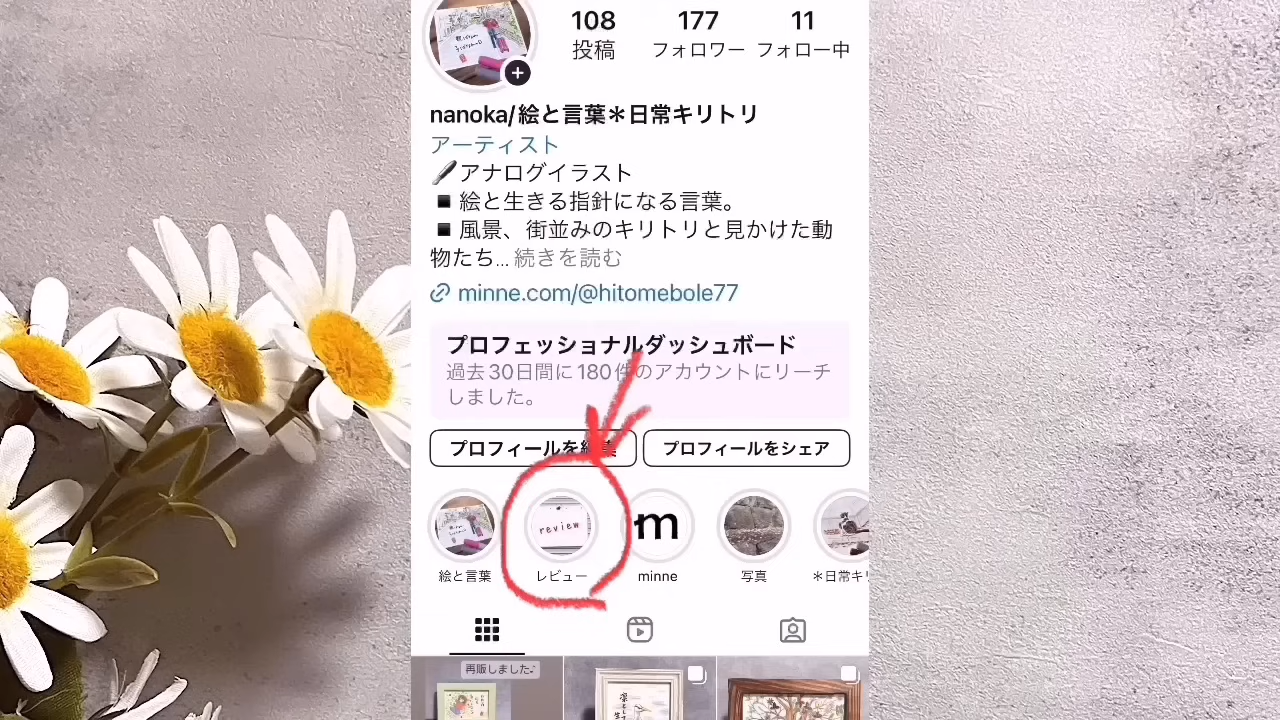 108 177 11
投稿 フォロワー フォロー中
nanoka/絵と言葉＊日常キリトリ
アーティスト
アナログイラスト
◾️絵と生きる指針になる言葉。
◾️風景、街並みのキリトリと見かけた動
物たち... 続きを読む
minne.com/@hitomebole77
プロフェッショナルダッシュボード
過去30日間に180件のアカウントにリーチ
しました。
プロフィールを編集 プロフィールをシェア
review
m
絵と言葉 レビュー minne 写真 ＊日常キリ
再販しました